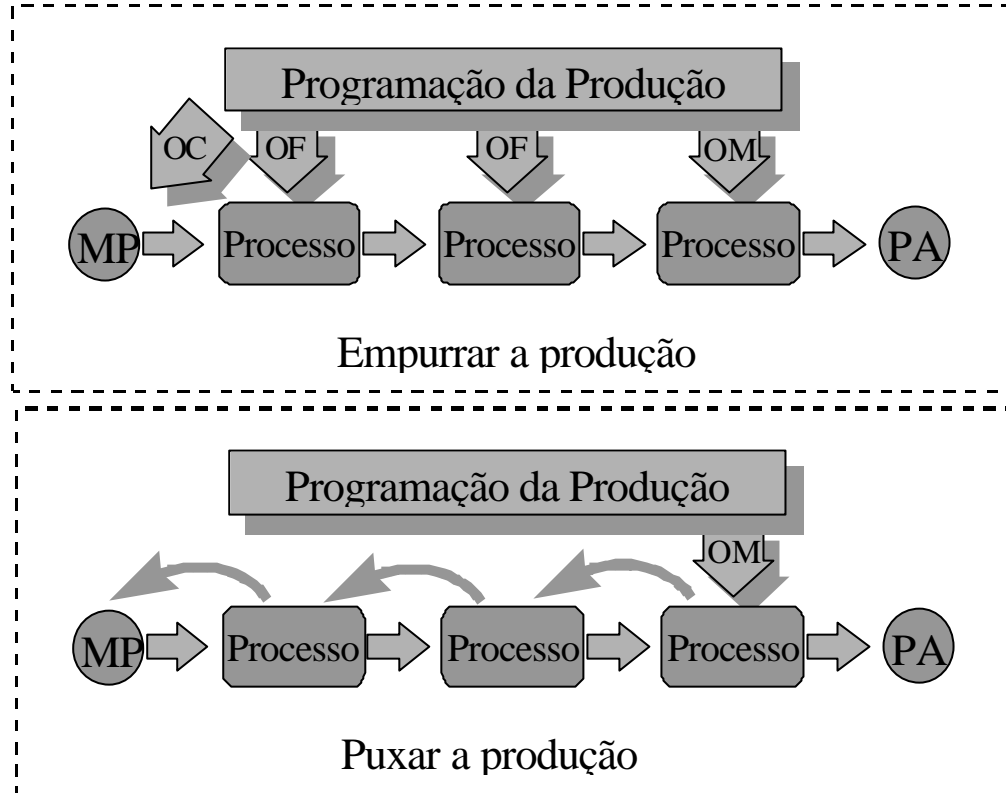 Programação da Produção
OC OF OF OM
MP Processo Processo Processo PA
Empurrar a produção
Programação da Produção
OM
MP Processo Processo Processo PA
Puxar a produção